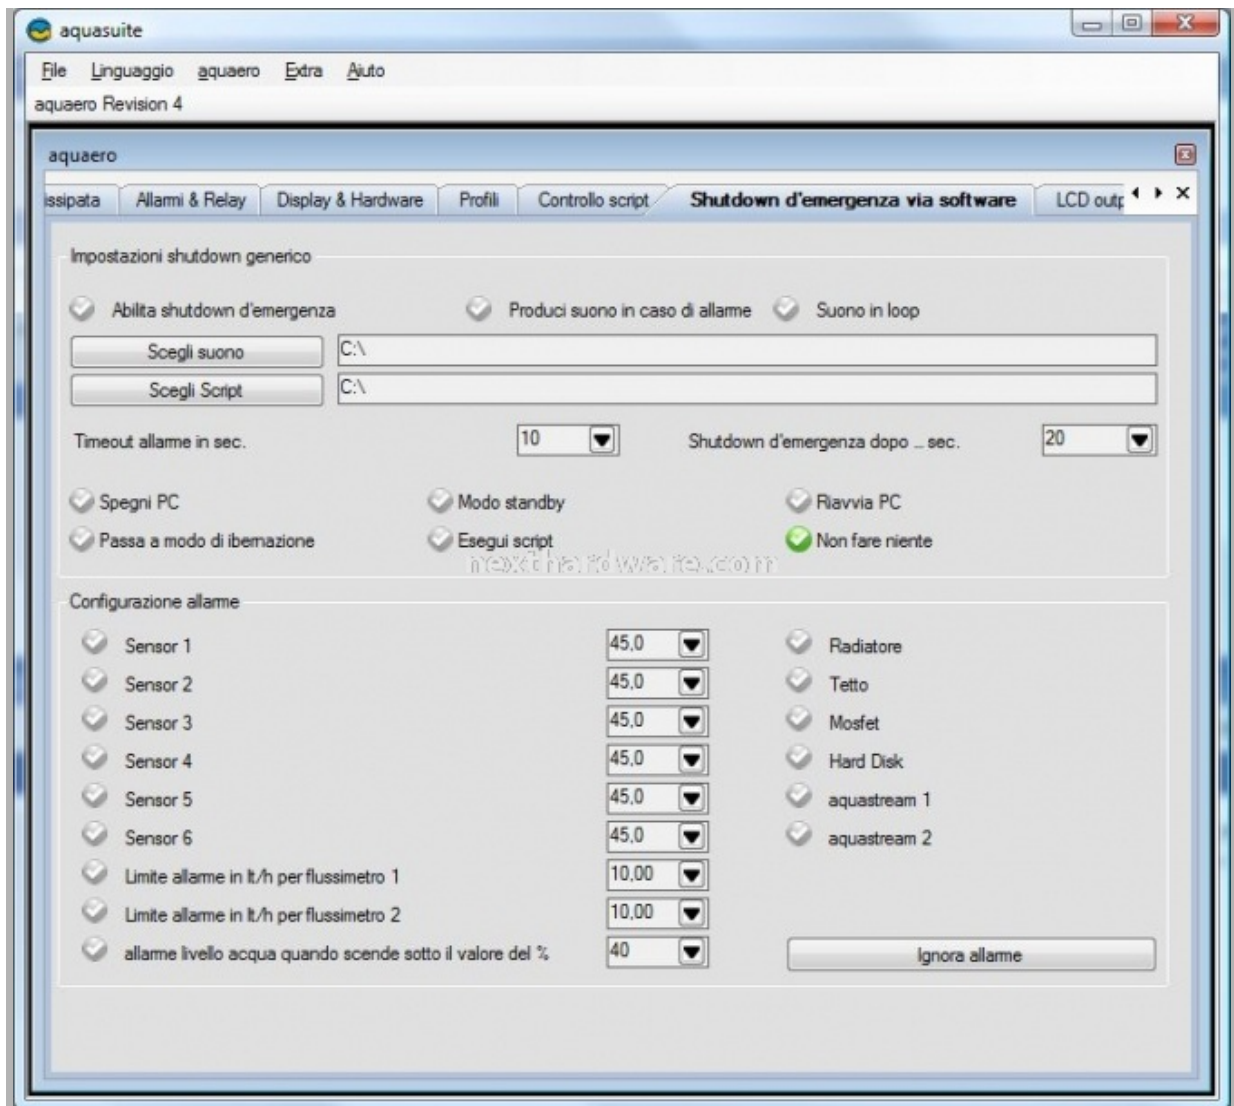 aquasuite
File Linguaggio aquaero Extra Aiuto
aquaero Revision 4
aquaero
issipata Allarmi & Relay Display & Hardware Profili Controllo script Shutdown d'emergenza via software LCD outp
Impostazioni shutdown generico
Abilita shutdown d'emergenza Produci suono in caso di allarme Suono in loop
Scegli suono C:\
Scegli Script C:\
Timeout allarme in sec. 10 Shutdown d'emergenza dopo ... sec. 20
Spegni PC Modo standby Riavvia PC
Passa a modo di ibernazione Esegui script Non fare niente
nexthardware.com
Configurazione allarme
Sensor 1 45,0 Radiatore
Sensor 2 45,0 Tetto
Sensor 3 45,0 Mosfet
Sensor 4 45,0 Hard Disk
Sensor 5 45,0 aquastream 1
Sensor 6 45,0 aquastream 2
Limite allarme in lt/h per flussimetro 1 10,00
Limite allarme in lt/h per flussimetro 2 10,00
allarme livello acqua quando scende sotto il valore del % 40 Ignora allarme